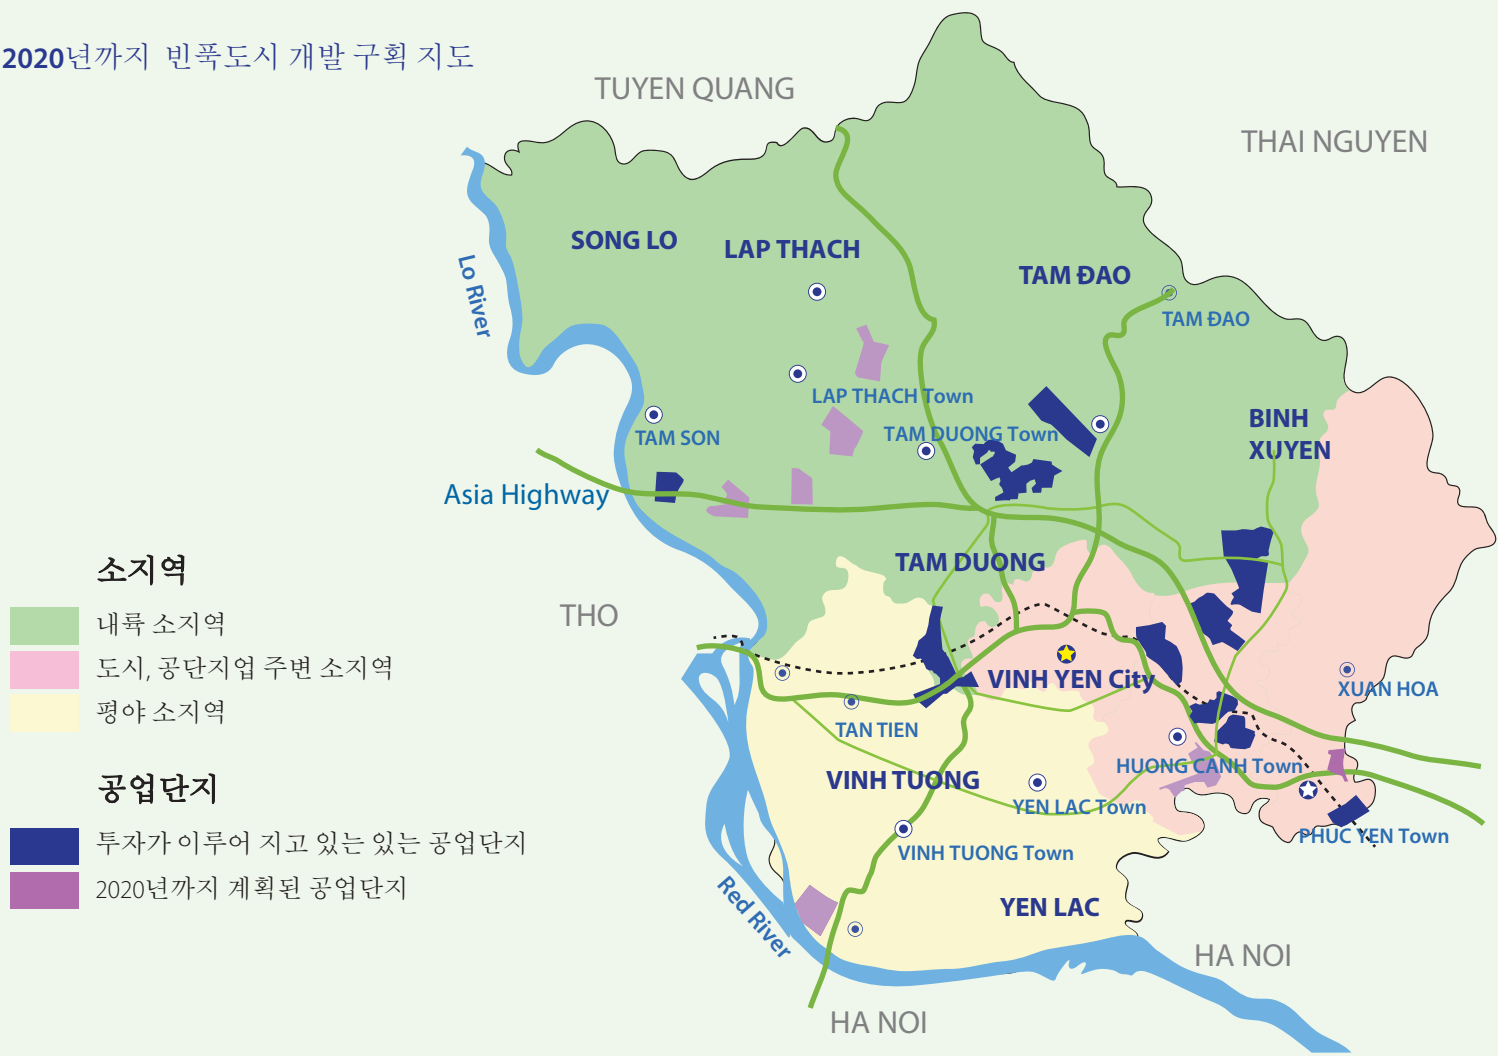 2020년까지 빈푹도시 개발 구획 지도
TUYEN QUANG
THAI NGUYEN
SONG LO
LAP THACH
TAM ĐAO
Lo River
TAM ĐAO
LAP THACH Town
BINH
XUYEN
TAM SON
TAM DUONG Town
Asia Highway
TAM DUONG
THO
소지역
내륙 소지역
도시, 공단지업 주변 소지역
평야 소지역
VINH YEN City
XUAN HOA
TAN TIEN
HUONG CANH Town
VINH TUONG
YEN LAC Town
PHUC YEN Town
VINH TUONG Town
공업단지
투자가 이루어 지고 있는 있는 공업단지
2020년까지 계획된 공업단지
Red River
YEN LAC
HA NOI
HA NOI